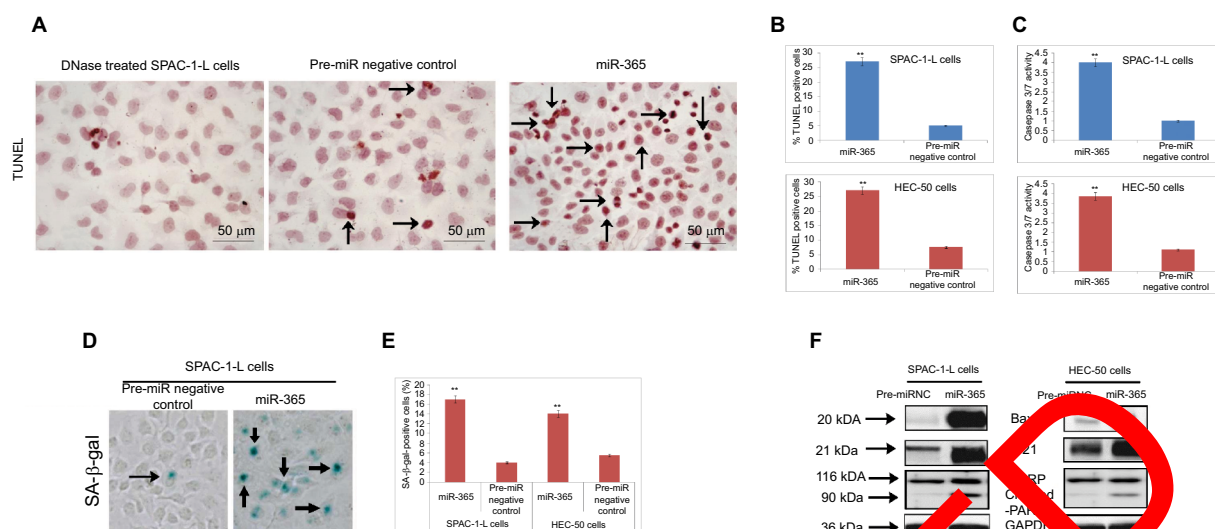 A
DNase treated SPAC-1-L cells
Pre-miR negative control
miR-365
TUNEL
50 μm
50 μm
50 μm
B
% TUNEL positive cells
30
25
20
15
10
5
0
**
SPAC-1-L cells
miR-365
Pre-miR
negative control
% TUNEL positive cells
30
25
20
15
10
5
0
**
HEC-50 cells
miR-365
Pre-miR
negative control
C
Casepase 3/7 activity
4.5
4
3.5
3
2.5
2
1.5
1
0.5
0
**
SPAC-1-L cells
miR-365
Pre-miR
negative control
Casepase 3/7 activity
4.5
4
3.5
3
2.5
2
1.5
1
0.5
0
**
HEC-50 cells
miR-365
Pre-miR
negative control
D
SPAC-1-L cells
Pre-miR negative
control
miR-365
SA-β-gal
E
SA-β-gal-positive cells (%)
20
18
16
14
12
10
8
6
4
2
0
**
**
miR-365
Pre-miR
negative
control
miR-365
Pre-miR
negative
control
SPAC-1-L cells
HEC-50 cells
F
SPAC-1-L cells
HEC-50 cells
Pre-miRNC
miR-365
miR-365
20 kDA
21 kDa
116 kDA
90 kDa
36 kDa